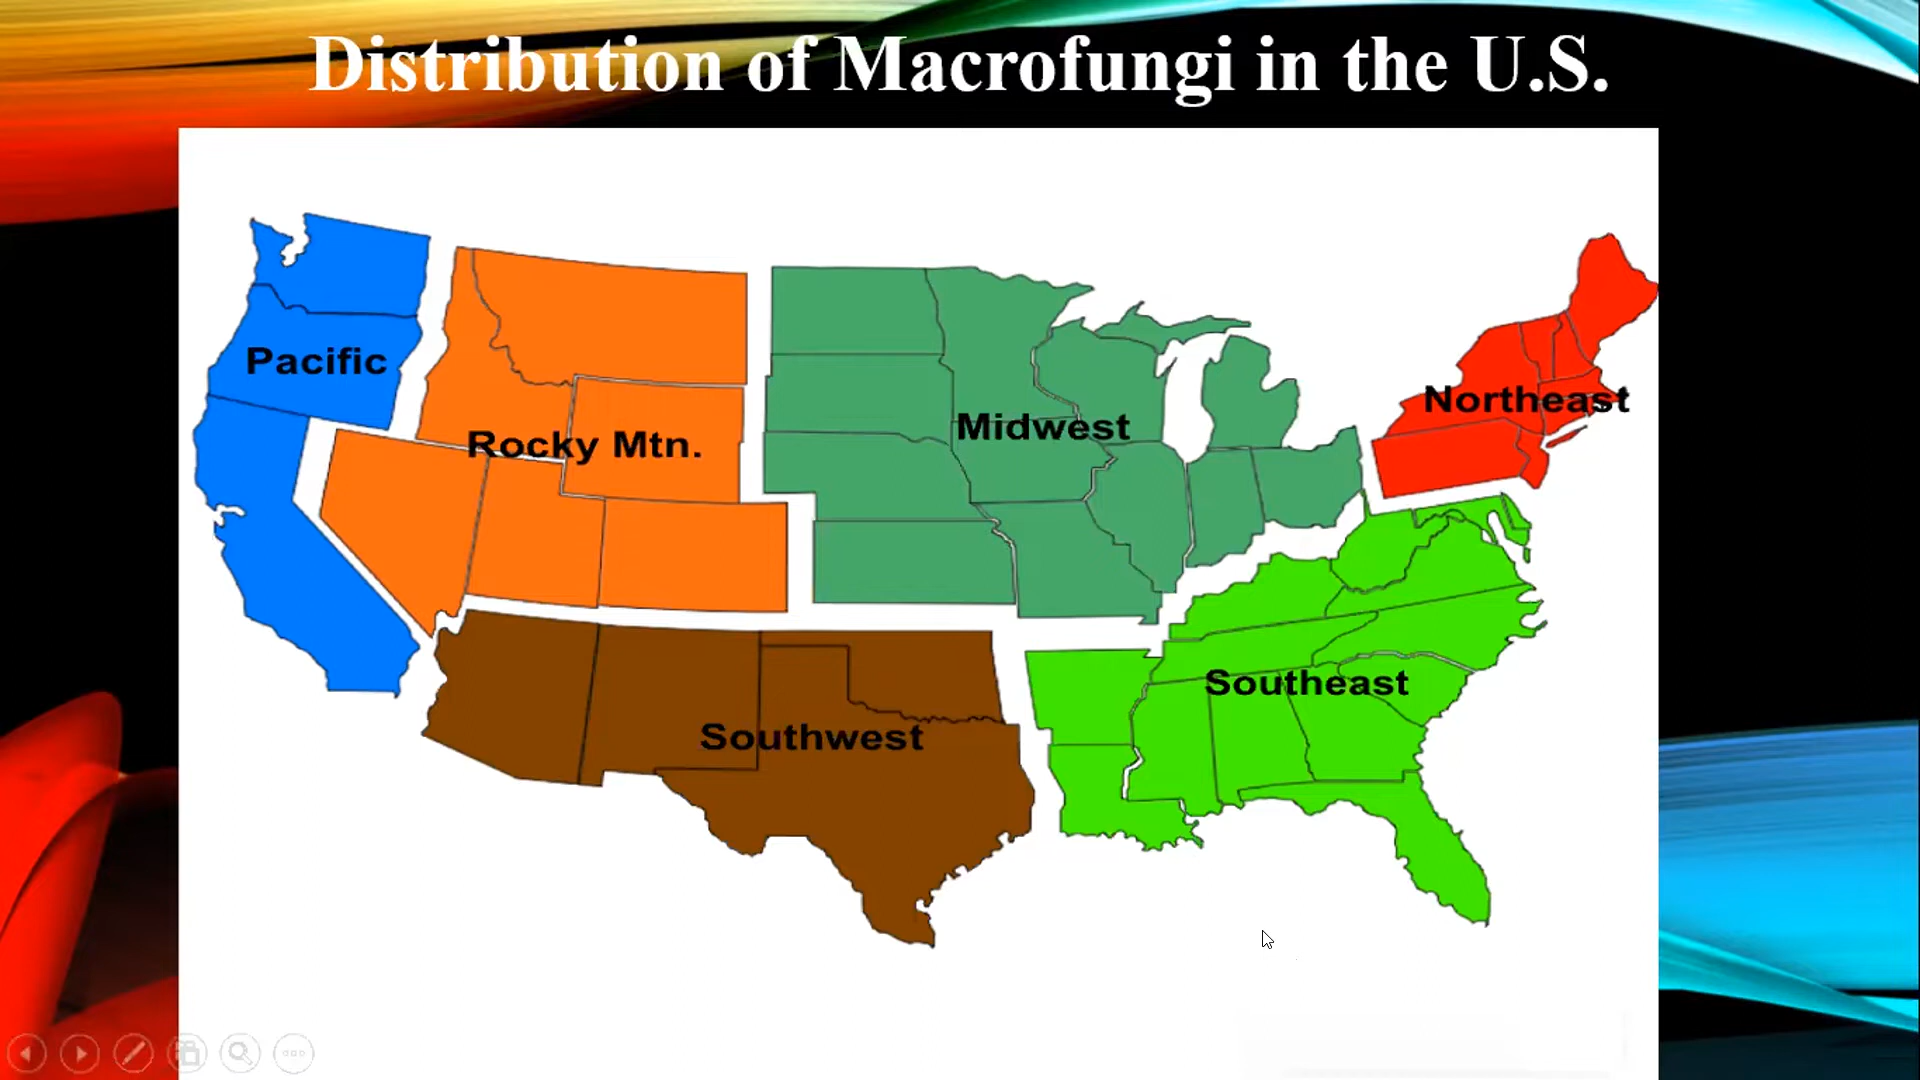 Distribution of Macrofungi in the U.S.
Pacific
Rocky Mtn.
Midwest
Northeast
Southeast
Southwest